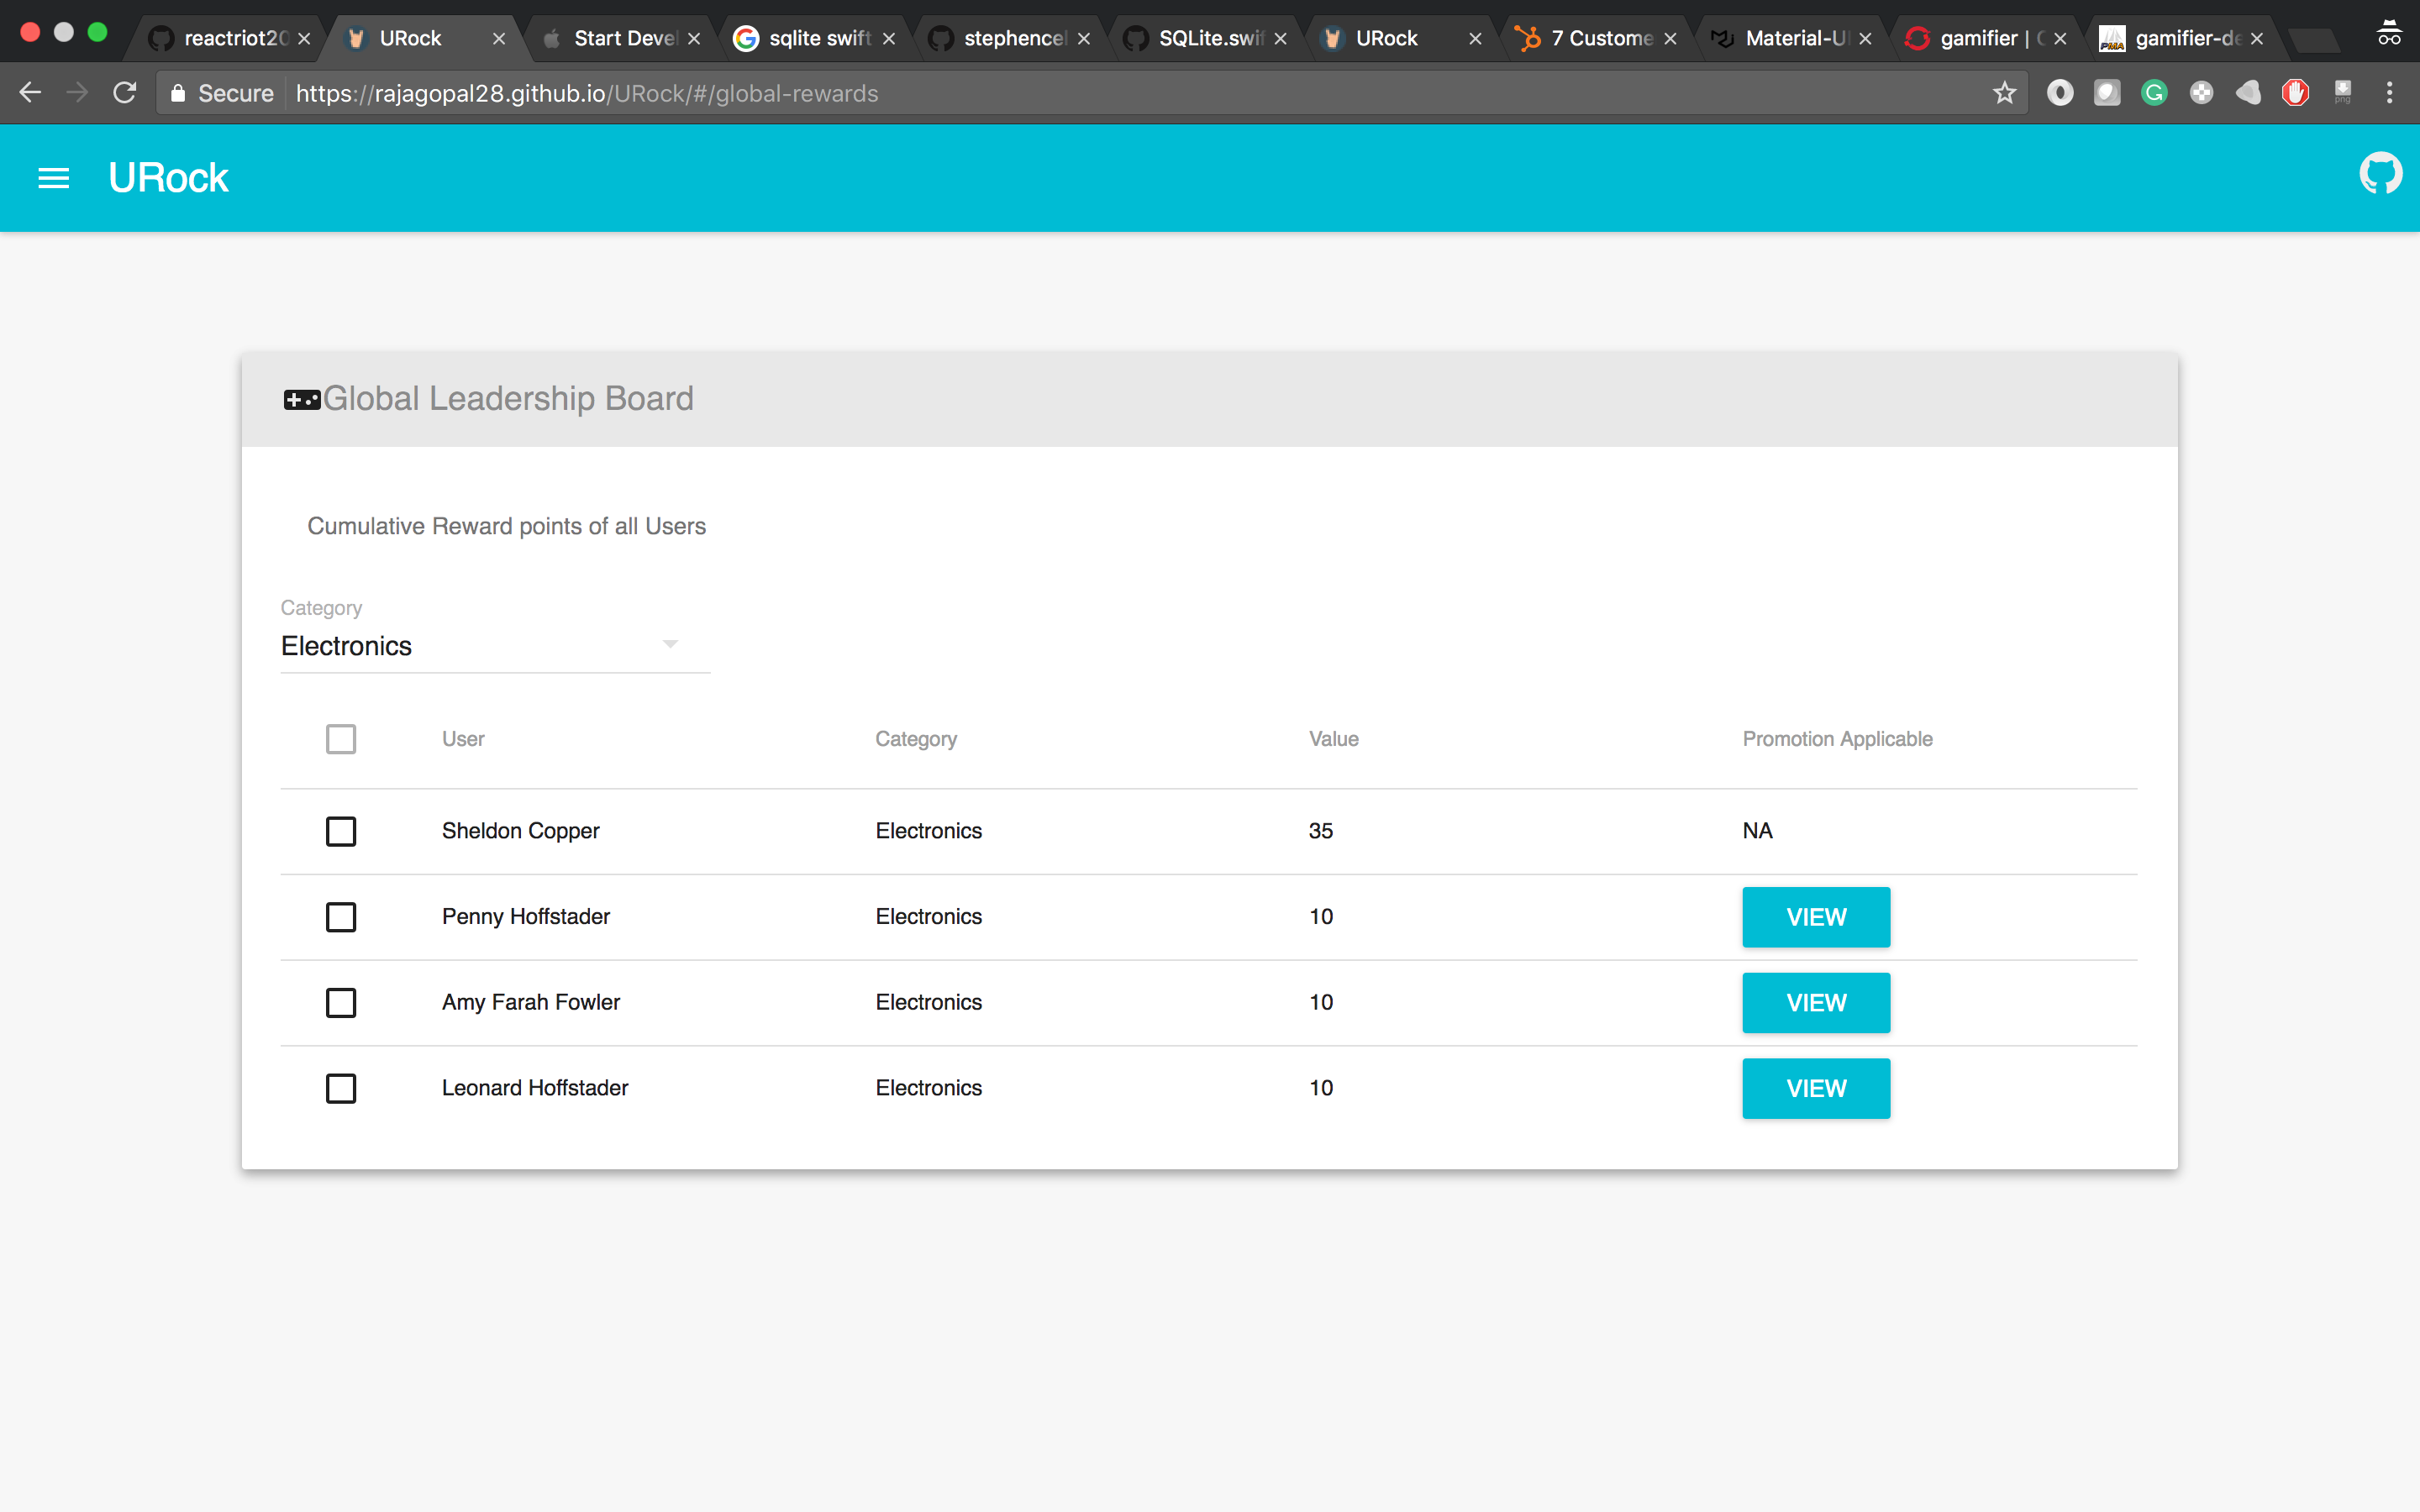 reactriot20 URock Start Devel sqlite swift stephencel SQLite.swif URock 7 Custome Material-U gamifier | gamifier-de
Secure https://rajagopal28.github.io/URock/#/global-rewards
URock
Global Leadership Board
Cumulative Reward points of all Users
Category
Electronics
User Category Value Promotion Applicable
Sheldon Copper Electronics 35 NA
Penny Hoffstader Electronics 10 VIEW
Amy Farah Fowler Electronics 10 VIEW
Leonard Hoffstader Electronics 10 VIEW